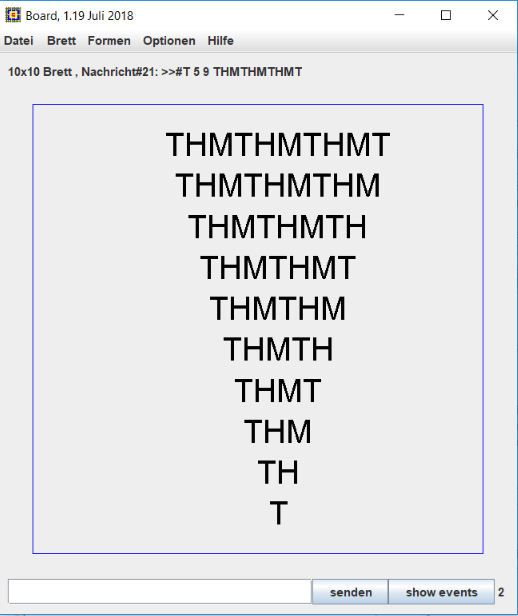 Board, 1.19 Juli 2018
Datei Brett Formen Optionen Hilfe
10x10 Brett , Nachricht#21: >>#T 5 9 THMTHMTHMT
THMTHMTHMT
THMTHMTHM
THMTHMTH
THMTHMT
THMTHM
THMTH
THMT
THM
TH
T
senden show events 2